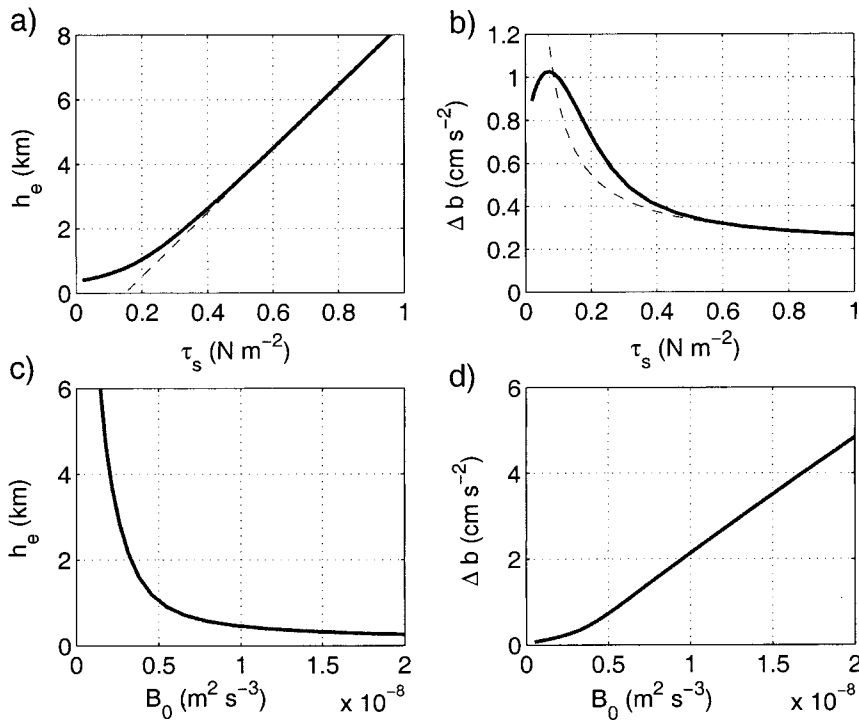 a)
8
6
4
2
0
h_e (km)
0 0.2 0.4 0.6 0.8 1
τ_s (N m⁻²)
b)
1.2
1
0.8
0.6
0.4
0.2
0
Δ b (cm s⁻²)
0 0.2 0.4 0.6 0.8 1
τ_s (N m⁻²)
c)
6
4
2
0
h_e (km)
0 0.5 1 1.5 2
B_0 (m² s⁻³)
x 10⁻⁸
d)
6
4
2
0
Δ b (cm s⁻²)
0 0.5 1 1.5 2
B_0 (m² s⁻³)
x 10⁻⁸